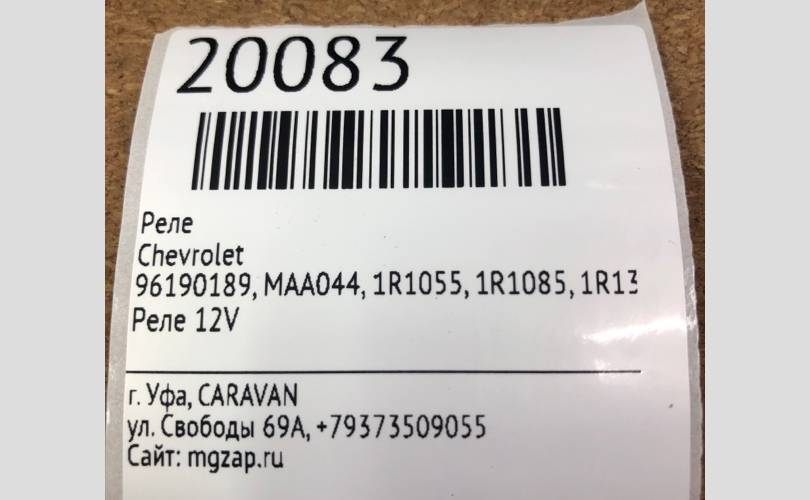 20083
Реле
Chevrolet
96190189, MAA044, 1R1055, 1R1085, 1R13
Реле 12V
г. Уфа, CARAVAN
ул. Свободы 69А, +79373509055
Сайт: mgzap.ru